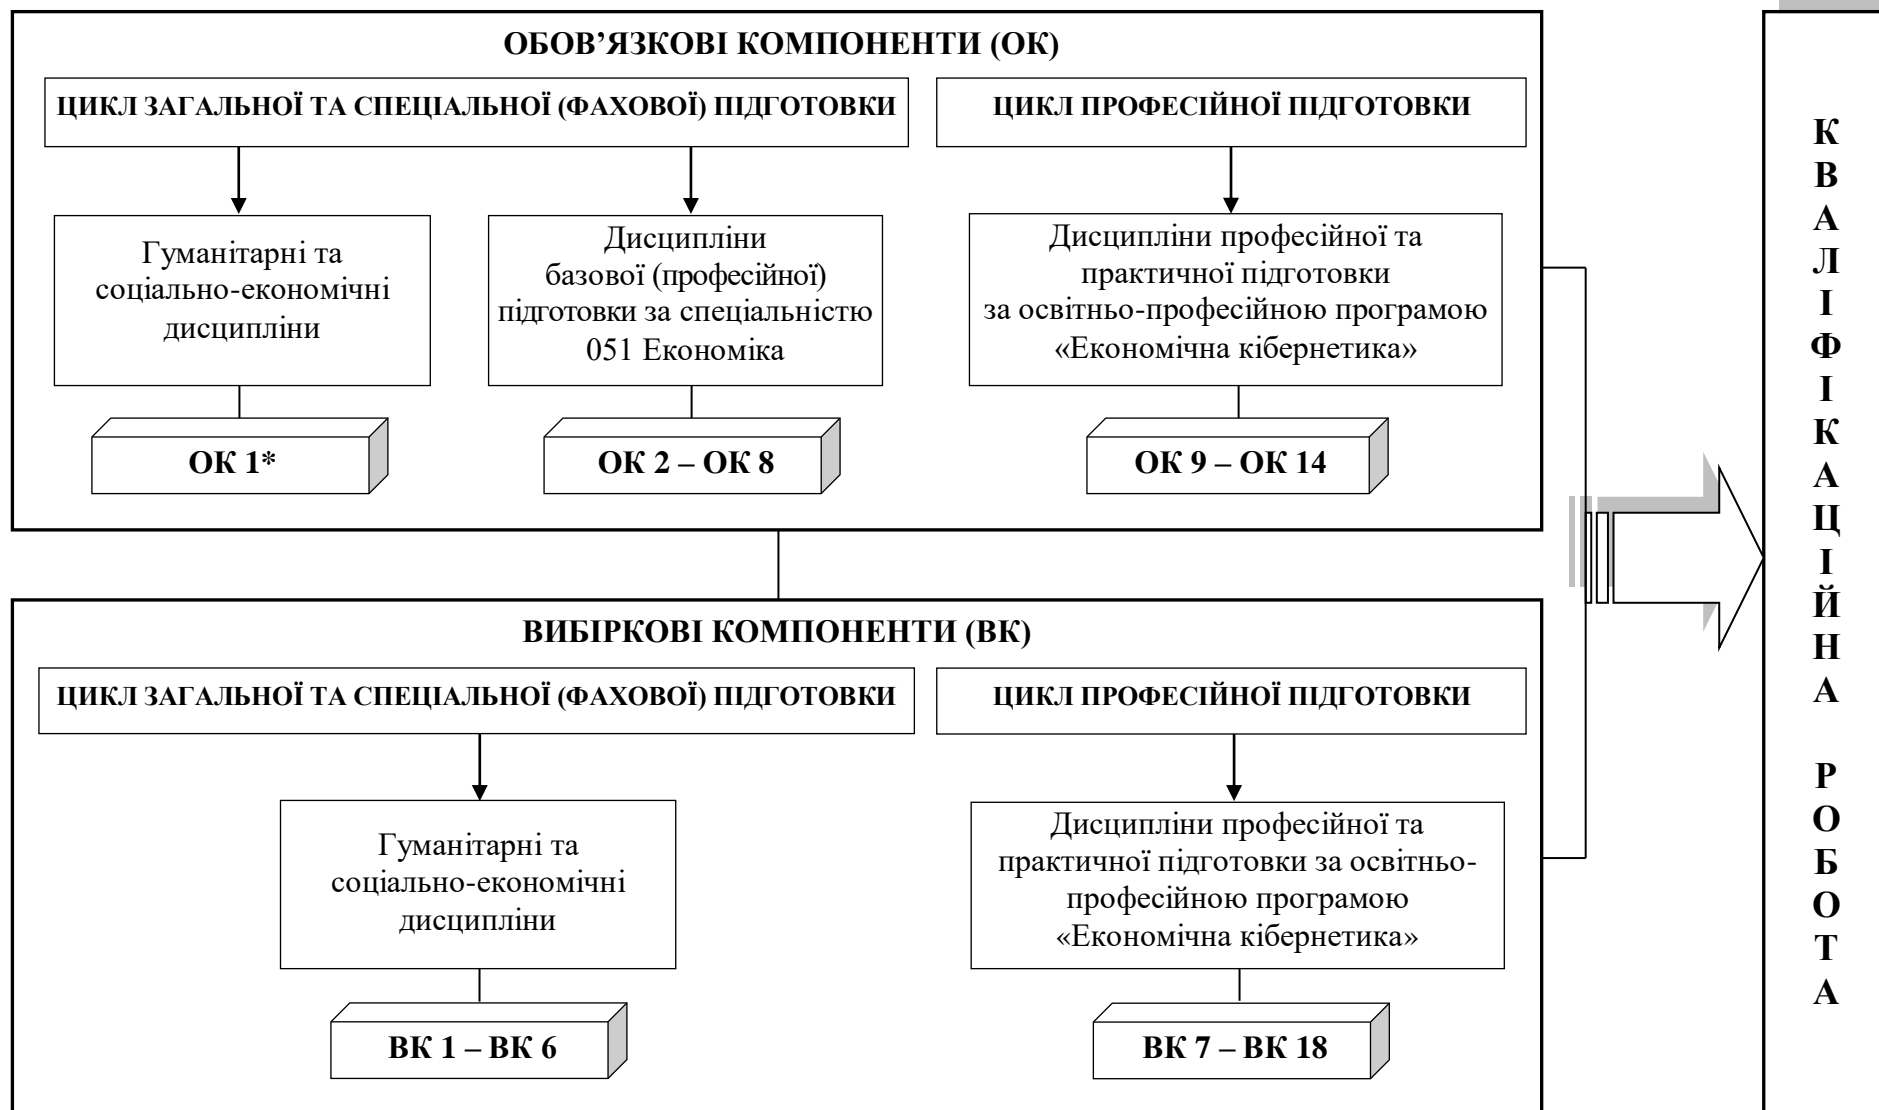 ОБОВ’ЯЗКОВІ КОМПОНЕНТИ (ОК)
ЦИКЛ ЗАГАЛЬНОЇ ТА СПЕЦІАЛЬНОЇ (ФАХОВОЇ) ПІДГОТОВКИ
ЦИКЛ ПРОФЕСІЙНОЇ ПІДГОТОВКИ
Гуманітарні та
соціально-економічні
дисципліни
Дисципліни
базової (професійної)
підготовки за спеціальністю
051 Економіка
Дисципліни професійної та
практичної підготовки
за освітньо-професійною програмою
«Економічна кібернетика»
ОК 1*
ОК 2 – ОК 8
ОК 9 – ОК 14
ВИБІРКОВІ КОМПОНЕНТИ (ВК)
ЦИКЛ ЗАГАЛЬНОЇ ТА СПЕЦІАЛЬНОЇ (ФАХОВОЇ) ПІДГОТОВКИ
ЦИКЛ ПРОФЕСІЙНОЇ ПІДГОТОВКИ
Гуманітарні та
соціально-економічні
дисципліни
Дисципліни професійної та
практичної підготовки за освітньо-
професійною програмою
«Економічна кібернетика»
ВК 1 – ВК 6
ВК 7 – ВК 18
КВАЛІФІКАЦІЙНА РОБОТА